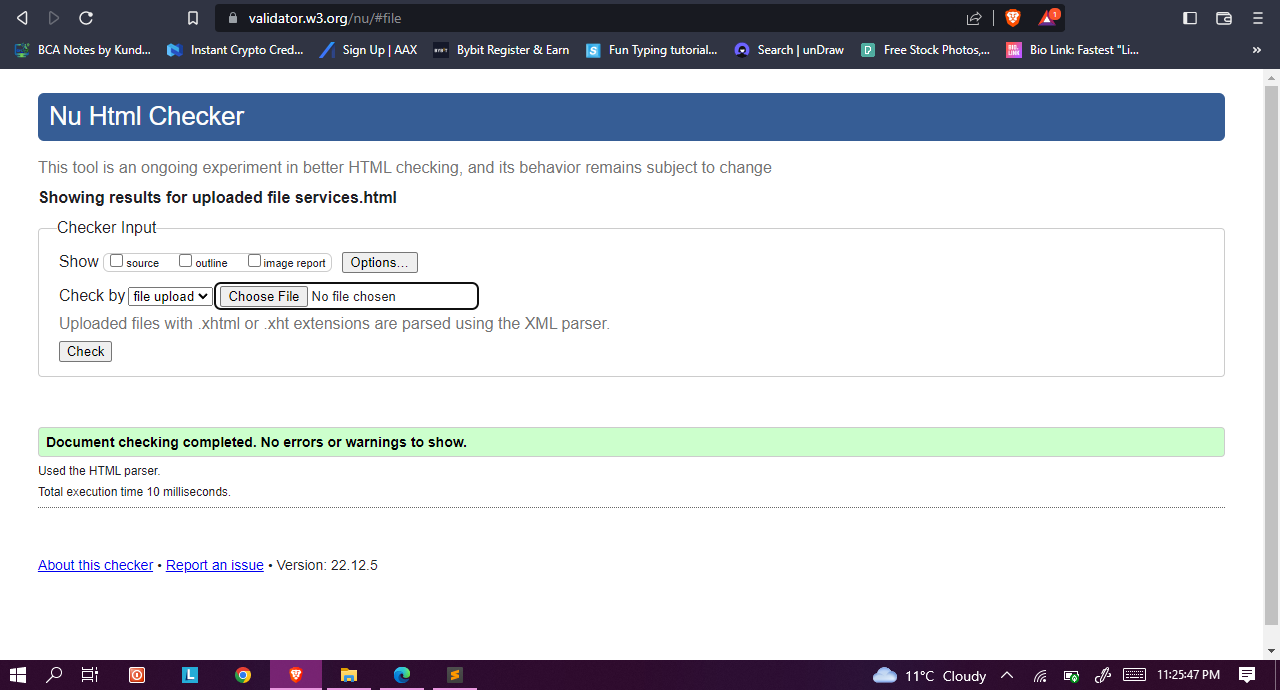 validator.w3.org/nu/#file
1
BCA Notes by Kund... Instant Crypto Cred... Sign Up | AAX Bybit Register & Earn Fun Typing tutorial... Search | unDraw Free Stock Photos,... Bio Link: Fastest "Li... »
Nu Html Checker
This tool is an ongoing experiment in better HTML checking, and its behavior remains subject to change
Showing results for uploaded file services.html
Checker Input
Show source outline image report Options...
Check by file upload Choose File No file chosen
Uploaded files with .xhtml or .xht extensions are parsed using the XML parser.
Check
Document checking completed. No errors or warnings to show.
Used the HTML parser.
Total execution time 10 milliseconds.
About this checker • Report an issue • Version: 22.12.5
11°C Cloudy 11:25:47 PM